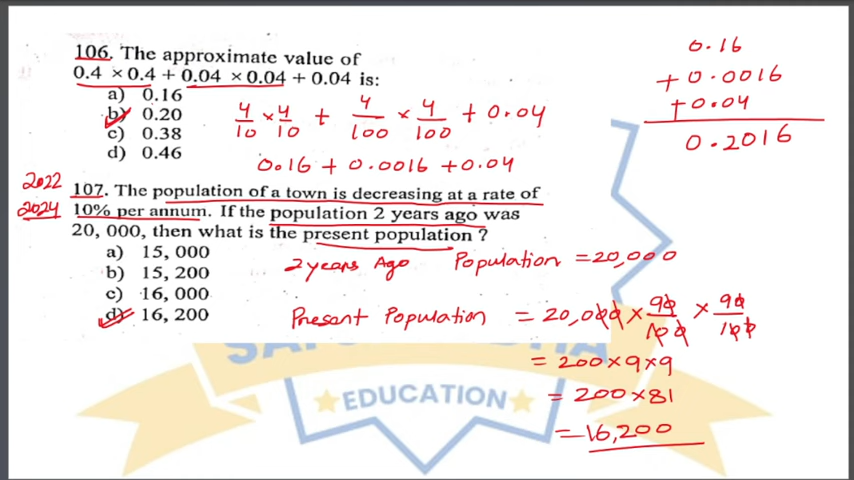 106. The approximate value of
0.4 × 0.4 + 0.04 × 0.04 + 0.04 is:
a) 0.16
b) 0.20
c) 0.38
d) 0.46
4/10 × 4/10 + 4/100 × 4/100 + 0.04
0.16 + 0.0016 + 0.04
0.16
+ 0.0016
+ 0.04
0.2016
2022
2024
107. The population of a town is decreasing at a rate of
10% per annum. If the population 2 years ago was
20, 000, then what is the present population ?
a) 15, 000
b) 15, 200
c) 16, 000
d) 16, 200
2 years Ago Population = 20,000
Present Population = 20,000 × 90/100 × 90/100
= 200 × 9 × 9
= 200 × 81
= 16,200
EDUCATION